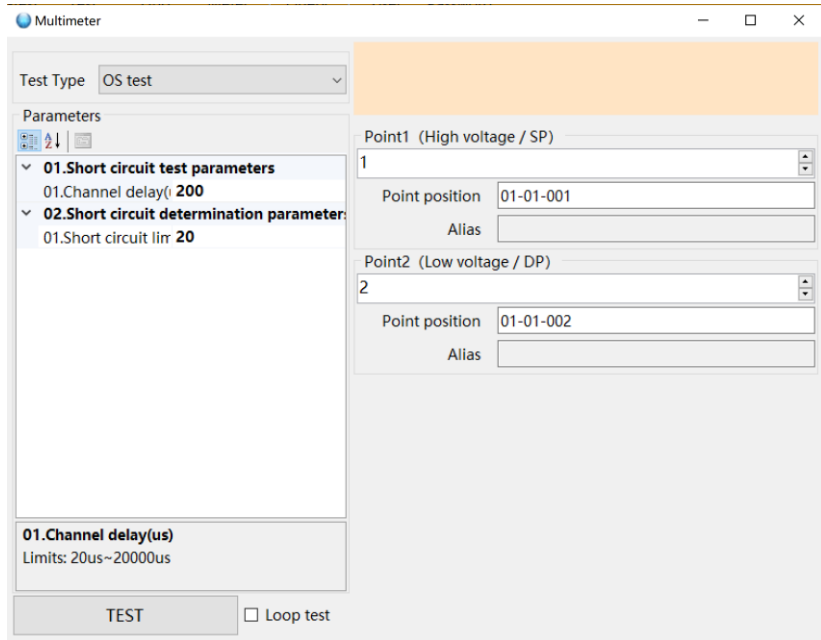 Multimeter
Test Type OS test
Parameters
01.Short circuit test parameters
01.Channel delay( 200
02.Short circuit determination parameter
01.Short circuit lim 20
01.Channel delay(us)
Limits: 20us~20000us
TEST
Loop test
Point1 (High voltage / SP)
1
Point position 01-01-001
Alias
Point2 (Low voltage / DP)
2
Point position 01-01-002
Alias